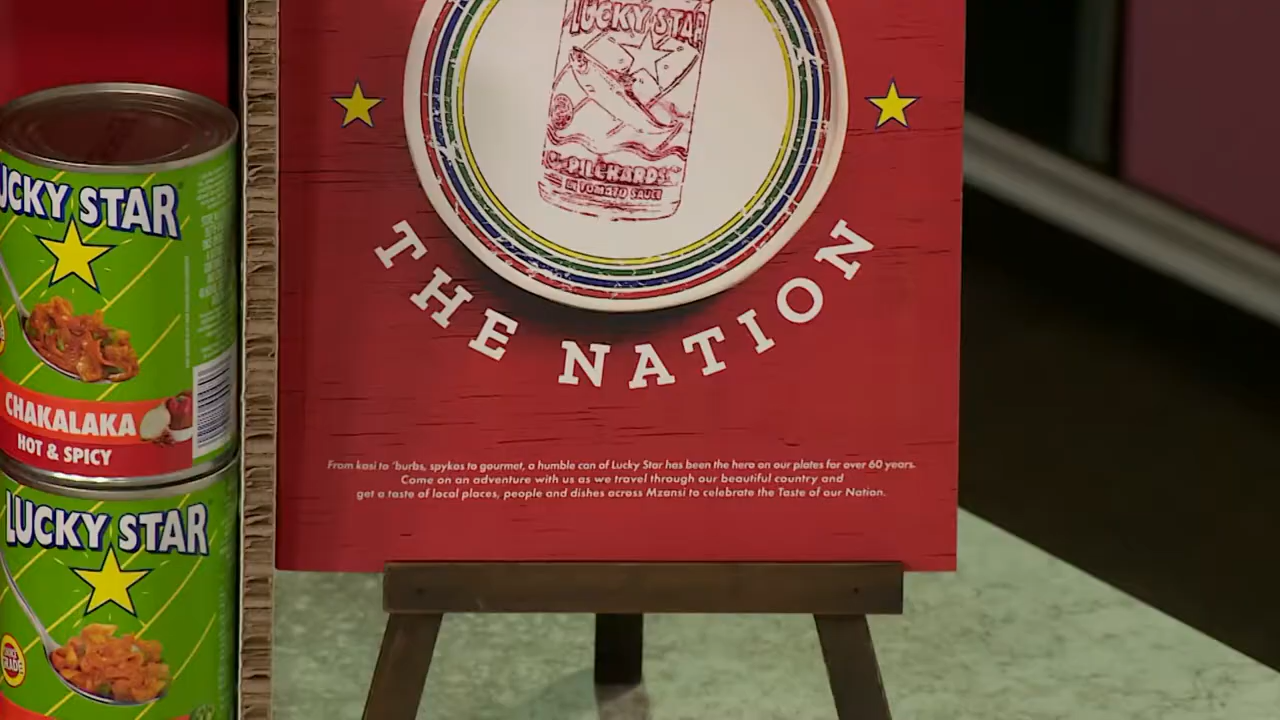 LUCKY STAR
PILCHARDS
IN TOMATO SAUCE
THE NATION
From kasi to 'burbs, spykos to gourmet, a humble can of Lucky Star has been the hero on our plates for over 60 years.
Come on an adventure with us as we travel through our beautiful country and
get a taste of local places, people and dishes across Mzansi to celebrate the Taste of our Nation.
UCKY STAR
CHAKALAKA
HOT & SPICY
LUCKY STAR
GRADE